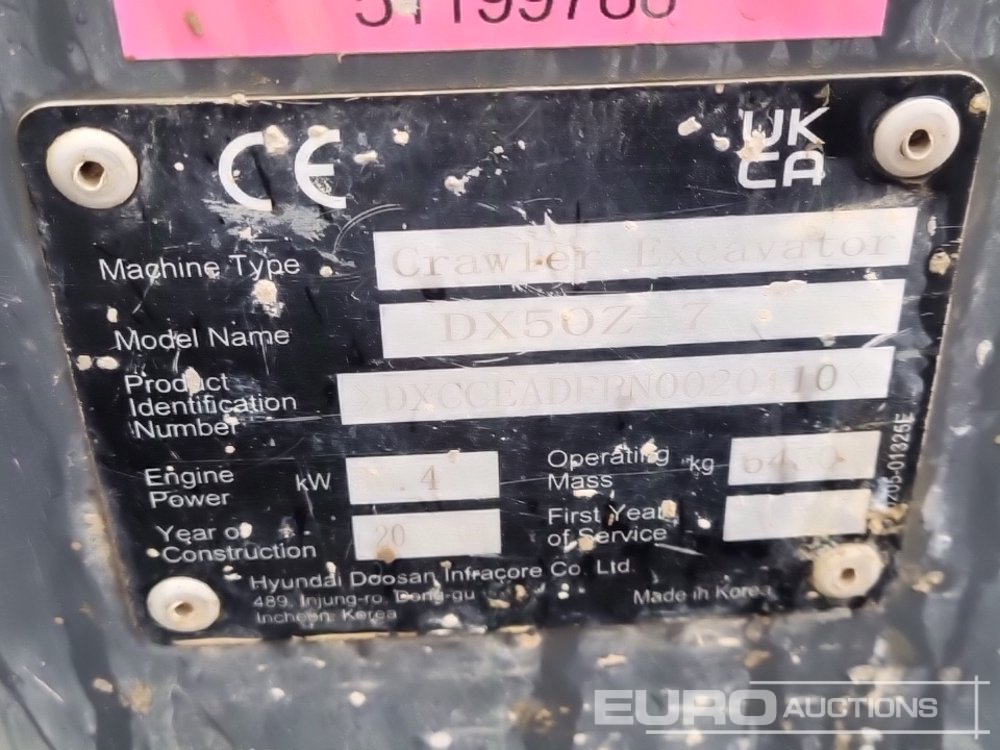 CE
UK
CA
Machine Type Crawler Excavator
Model Name DX50Z-7
Product
Identification
Number
Engine
Power kW .4
Operating
Mass kg
Year of
Construction 20
First Year
of Service
Hyundai Doosan Infracore Co. Ltd.
489, Injung-ro, Dong-gu
Incheon, Korea
Made in Korea
EURO AUCTIONS